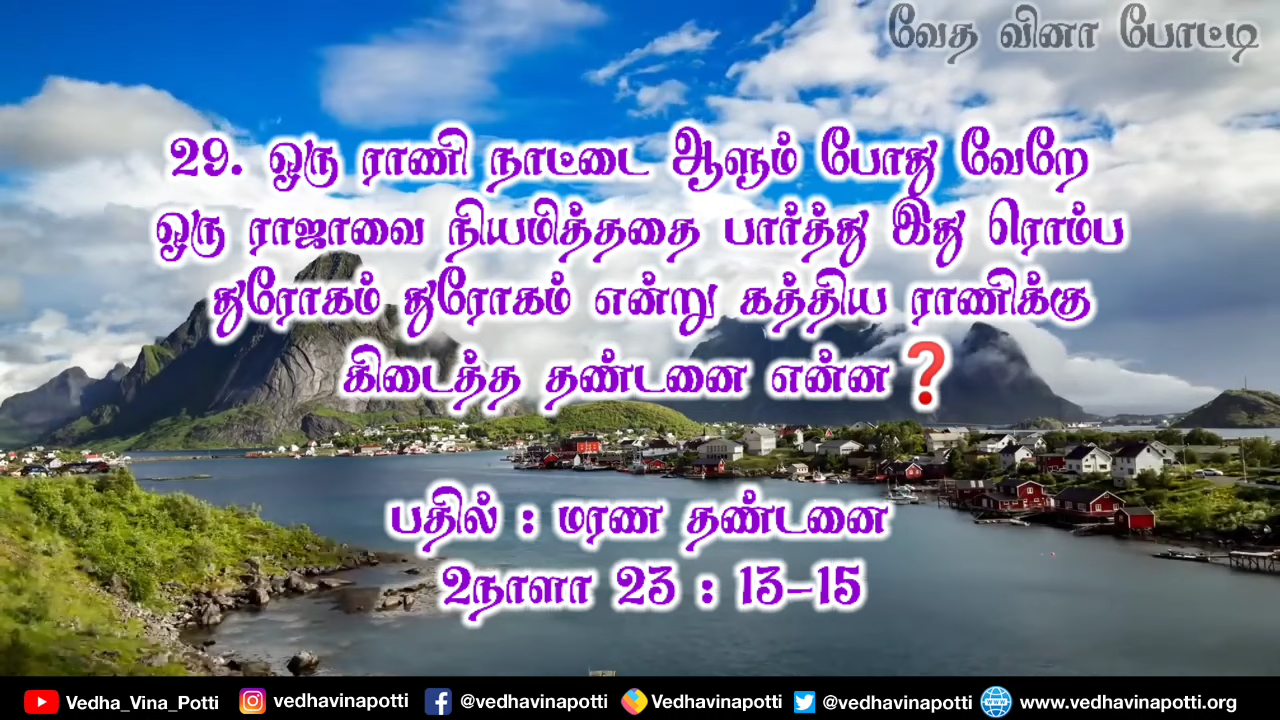 வேத வினா போட்டி
29. ஒரு ராணி நாட்டை ஆளும் போது வேறே
ஒரு ராஜாவை நியமித்ததை பார்த்து இது ரொம்ப
துரோகம் துரோகம் என்று கத்திய ராணிக்கு
கிடைத்த தண்டனை என்ன❓
பதில் : மரண தண்டனை
2நாளா 23 : 13-15
Vedha_Vina_Potti vedhavinapotti @vedhavinapotti Vedhavinapotti @vedhavinapotti www.vedhavinapotti.org